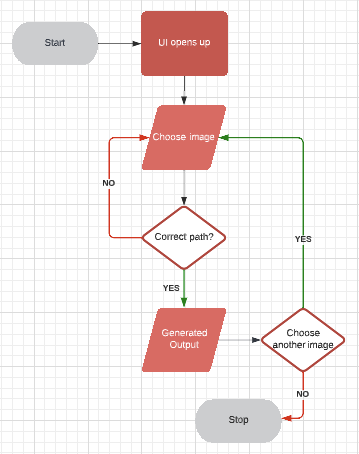 Start
UI opens up
Choose image
NO
Correct path?
YES
YES
Generated
Output
Choose
another image
NO
Stop